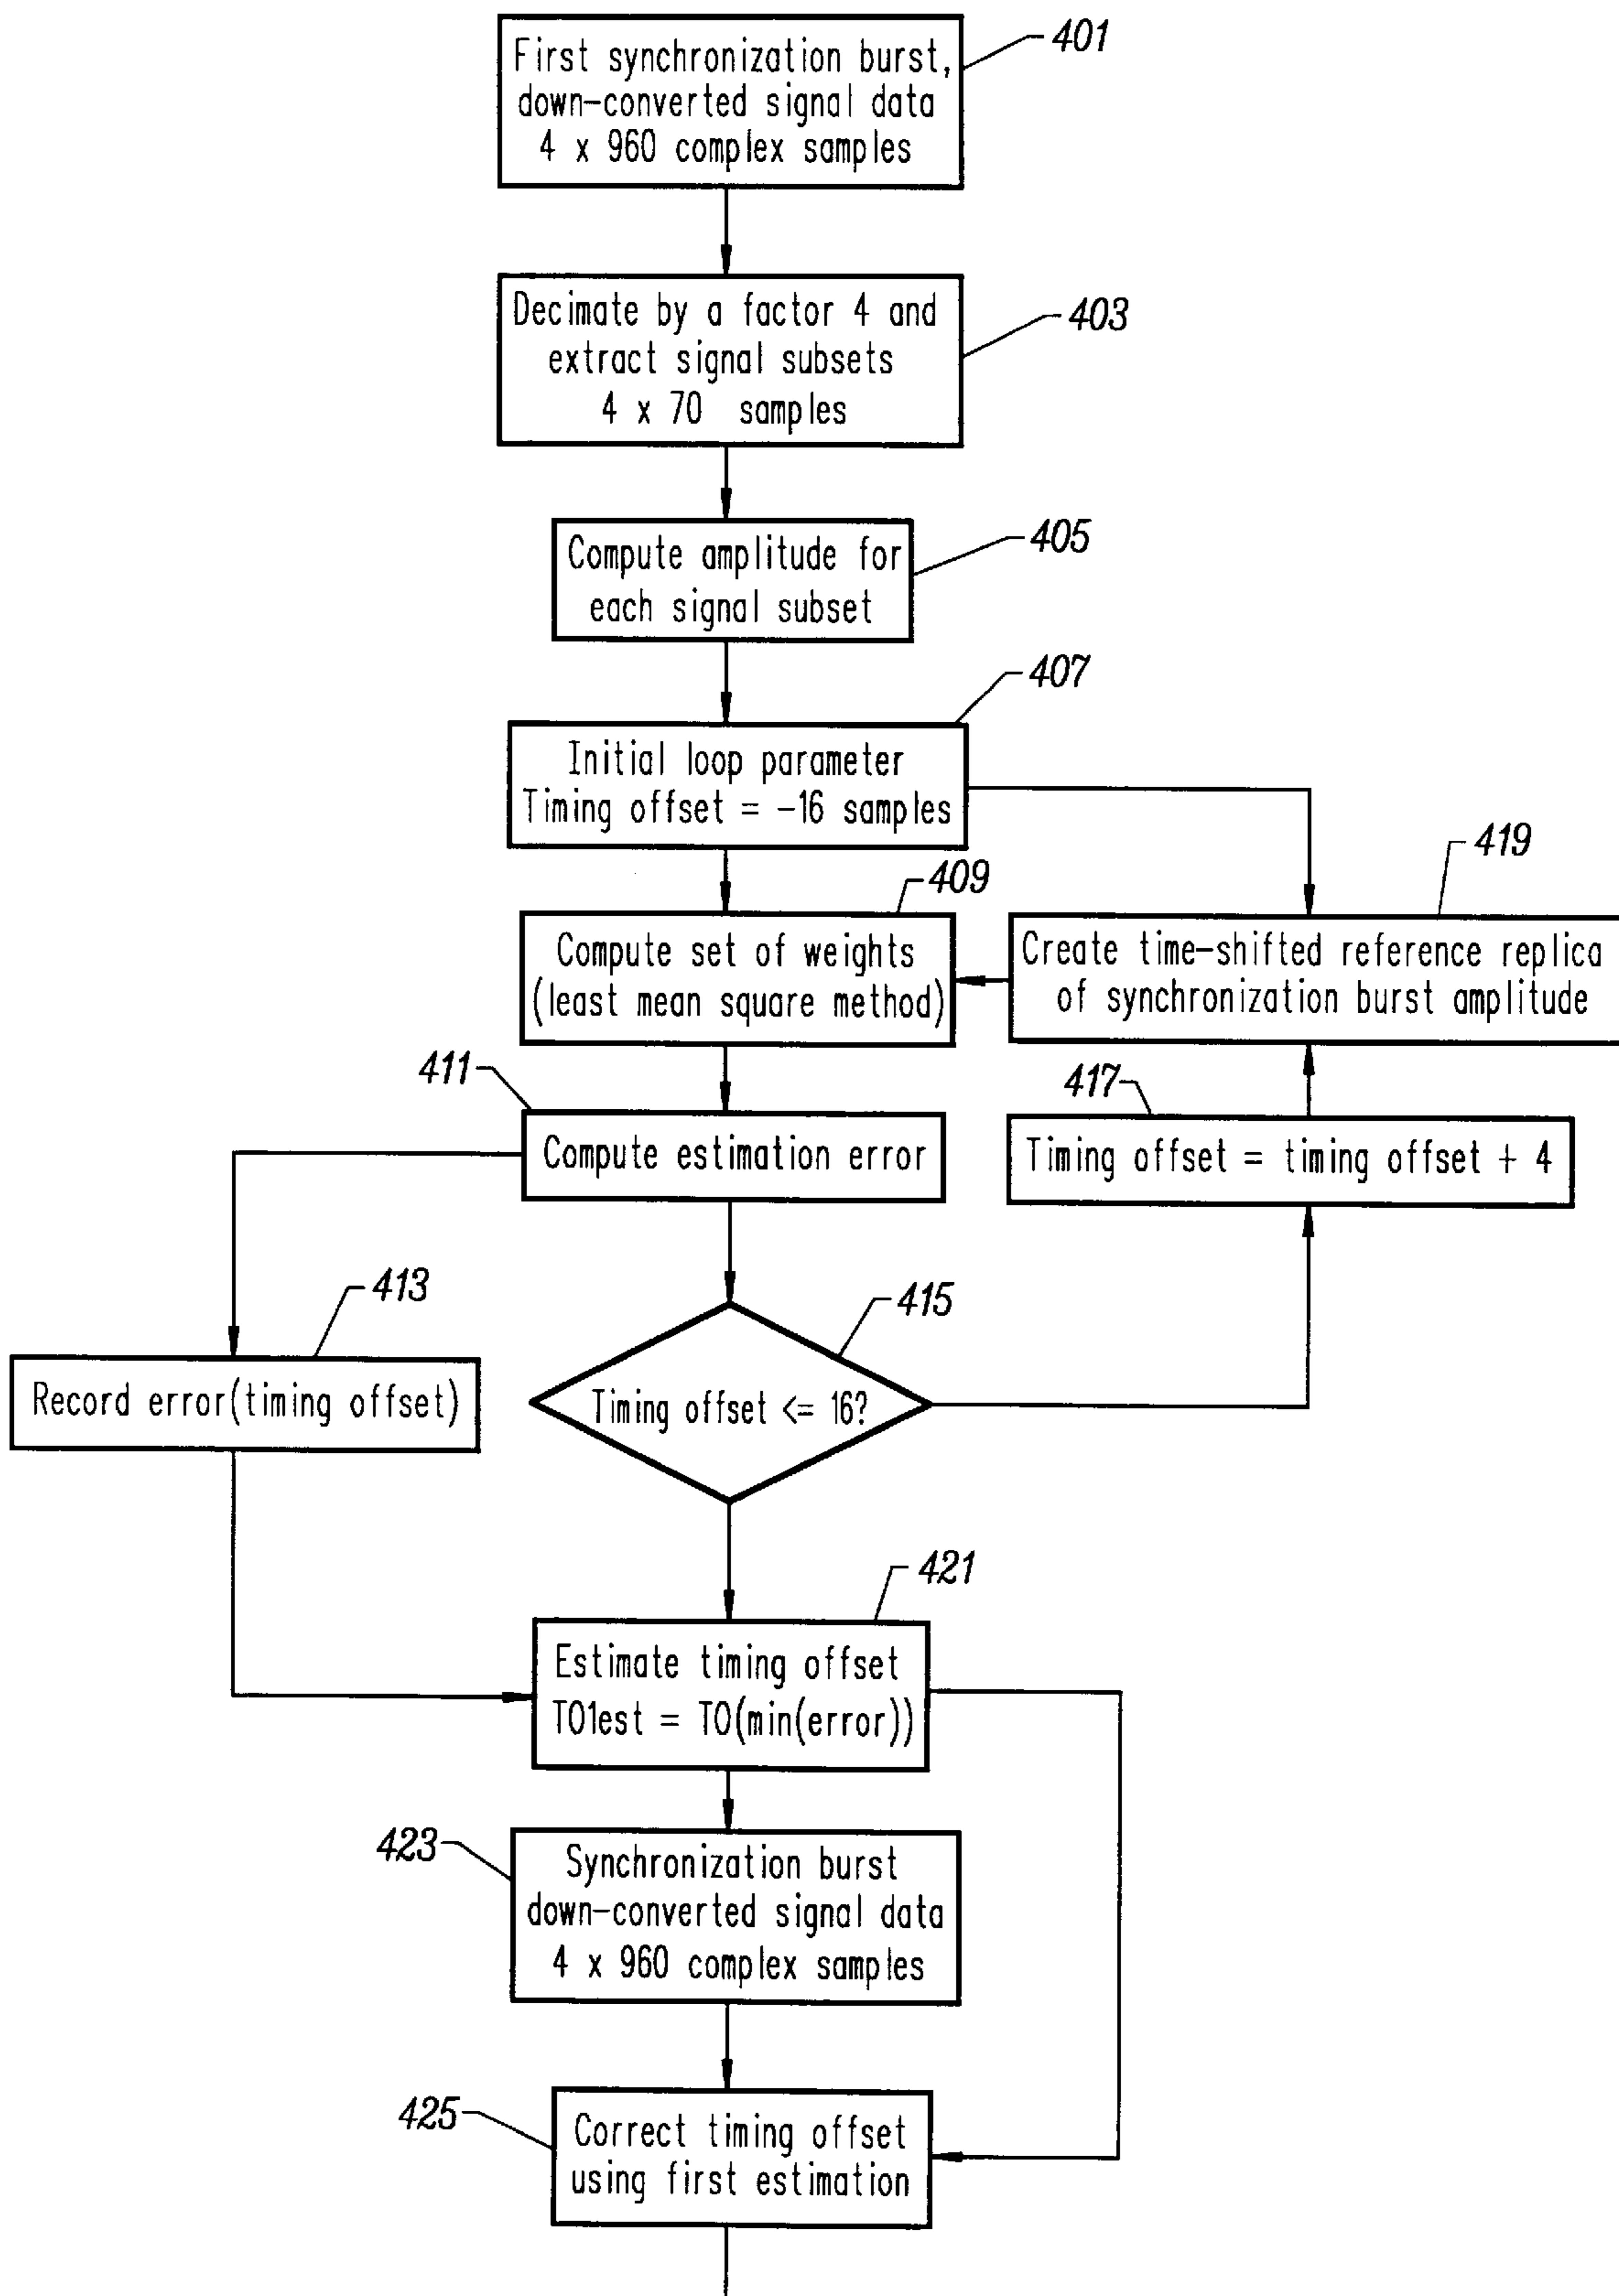 401
First synchronization burst,
down-converted signal data
4 x 960 complex samples
403
Decimate by a factor 4 and
extract signal subsets
4 x 70 samples
405
Compute amplitude for
each signal subset
407
Initial loop parameter
Timing offset = -16 samples
409
Compute set of weights
(least mean square method)
419
Create time-shifted reference replica
of synchronization burst amplitude
411
Compute estimation error
417
Timing offset = timing offset + 4
413
Record error(timing offset)
415
Timing offset <= 16?
421
Estimate timing offset
TO1est = TO(min(error))
423
Synchronization burst
down-converted signal data
4 x 960 complex samples
425
Correct timing offset
using first estimation